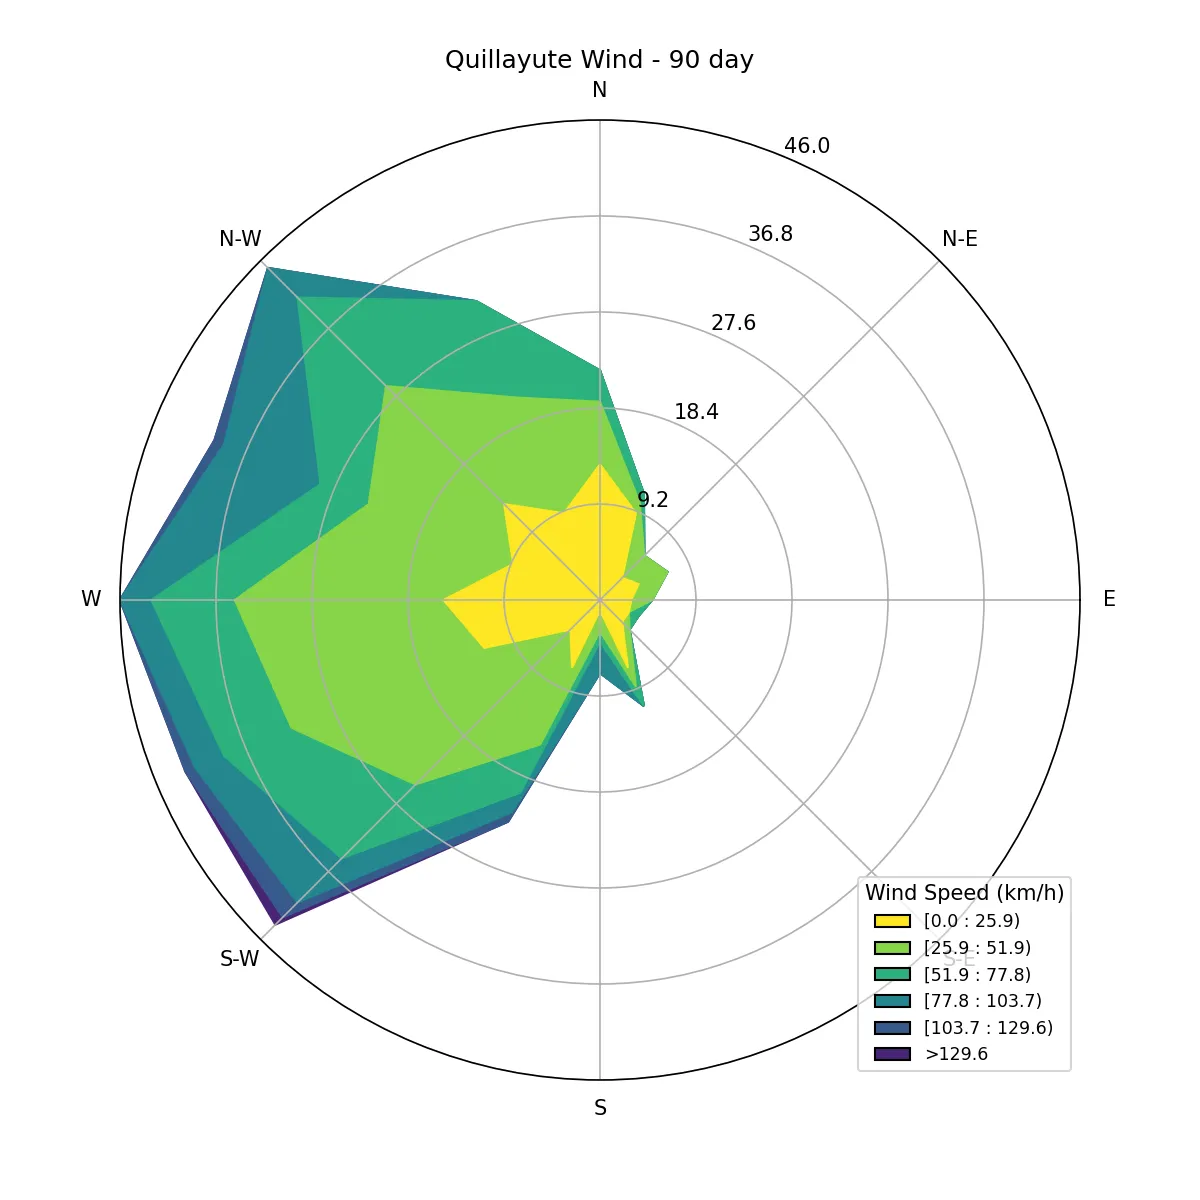 Quillayute Wind - 90 day
N
46.0
N-W
36.8
N-E
27.6
18.4
9.2
W
E
S-W
S-E
Wind Speed (km/h)
[0.0 : 25.9)
[25.9 : 51.9)
[51.9 : 77.8)
[77.8 : 103.7)
[103.7 : 129.6)
>129.6
S